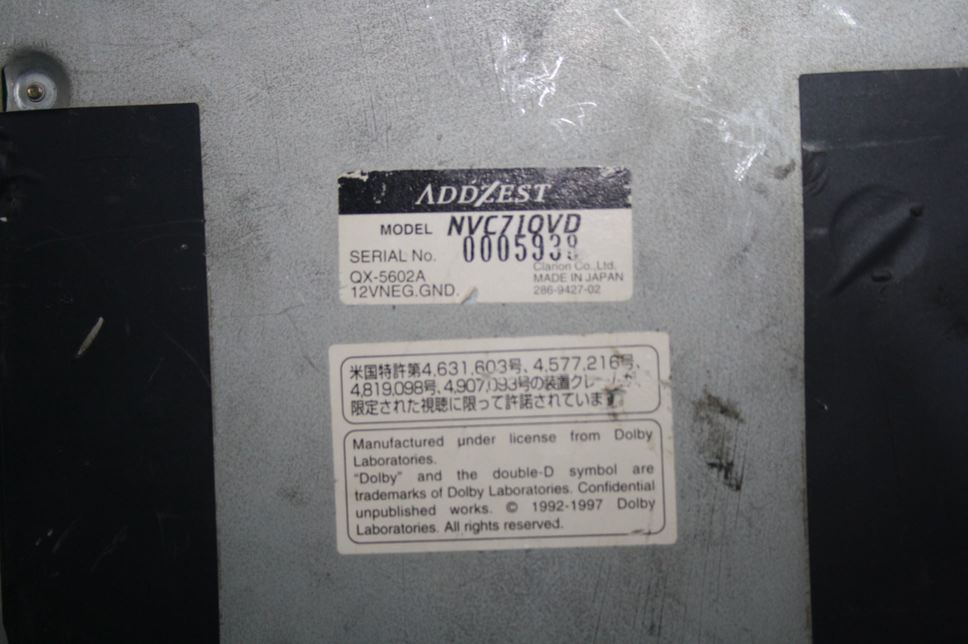 ADDZEST
MODEL NVC710VD
SERIAL No. 0005938
Clarion Co.,Ltd.
QX-5602A MADE IN JAPAN
12VNEG.GND. 286-9427-02
米国特許第4,631,603号、4,577,216号、
4,819,098号、4,907,093号の装置クレームが
限定された視聴に限って許諾されています。
Manufactured under license from Dolby
Laboratories.
"Dolby" and the double-D symbol are
trademarks of Dolby Laboratories. Confidential
unpublished works. © 1992-1997 Dolby
Laboratories. All rights reserved.